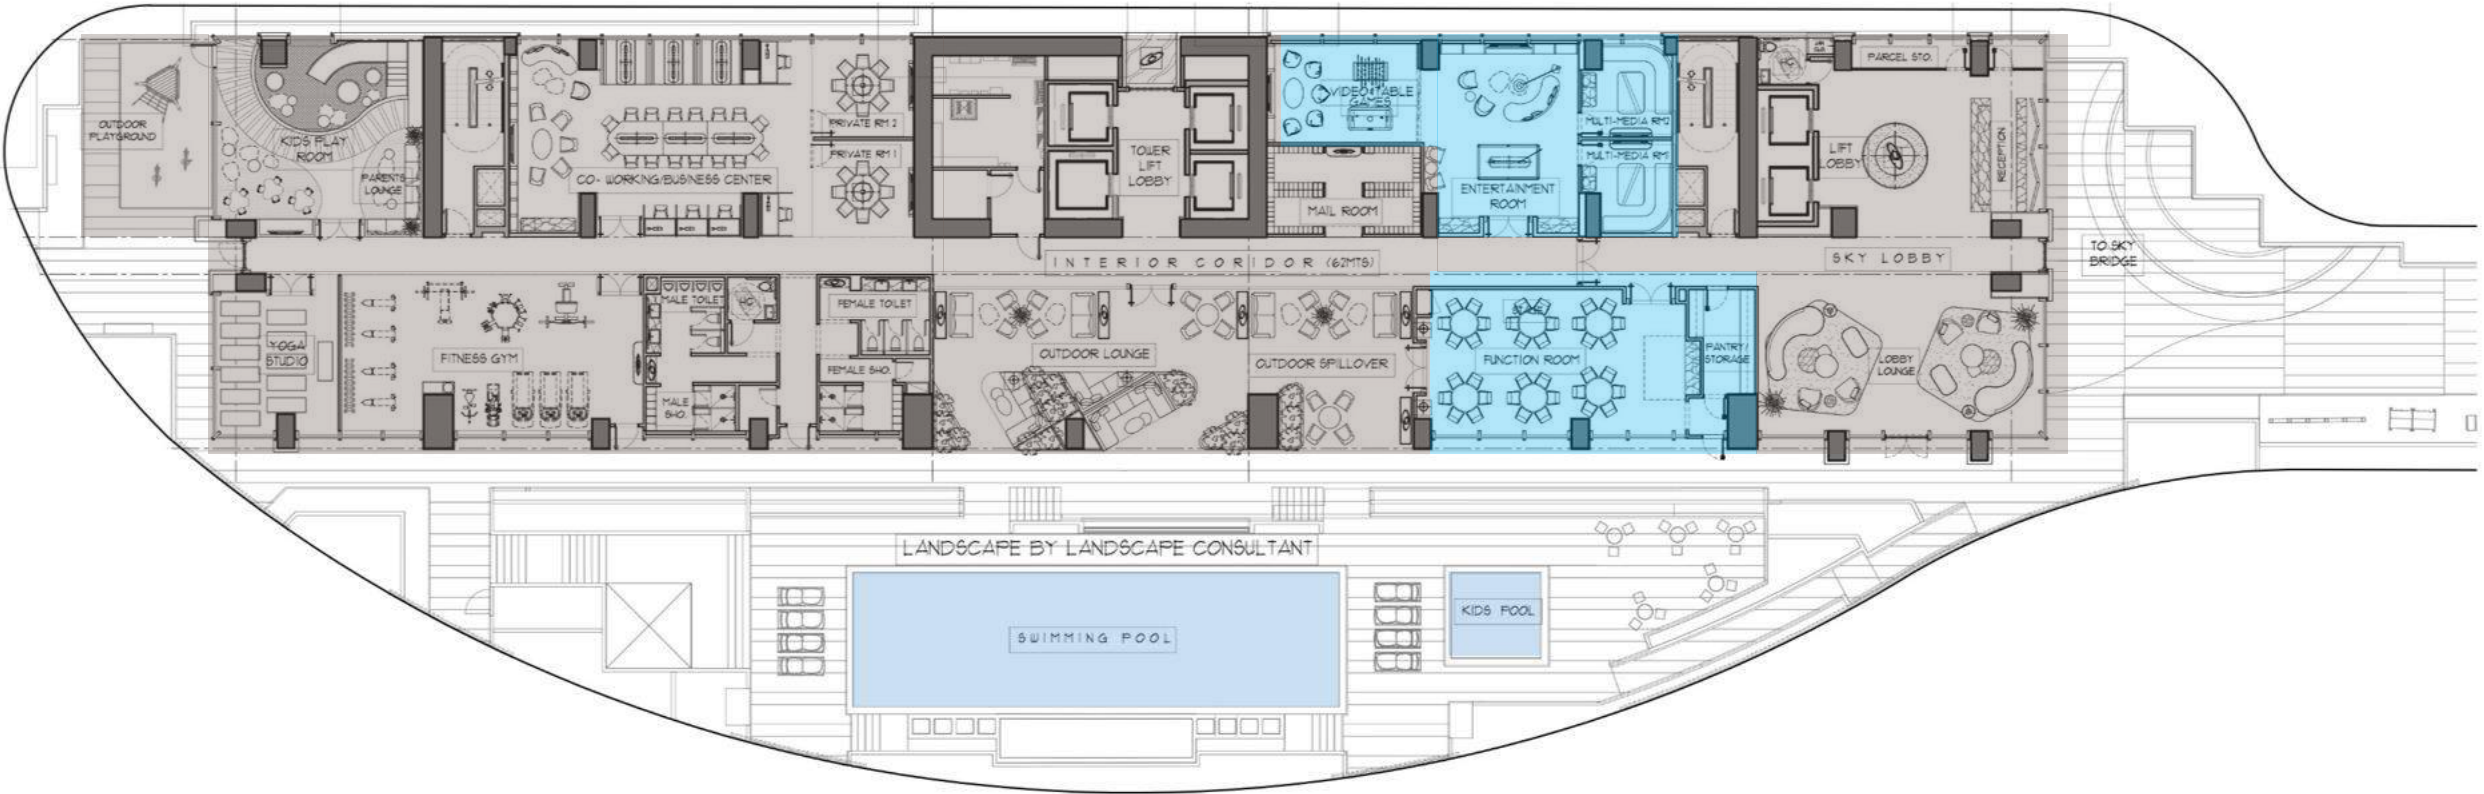 OUTDOOR
PLAYGROUND
KIDS PLAY
ROOM
PARENTS
LOUNGE
CO- WORKING/BUSINESS CENTER
PRIVATE RM 2
PRIVATE RM 1
TOWER
LIFT
LOBBY
VIDEO/TABLE
GAMES
MAIL ROOM
ENTERTAINMENT
ROOM
MULTI-MEDIA RM2
MULTI-MEDIA RM1
PARCEL STO.
LIFT
LOBBY
RECEPTION
INTERIOR CORIDOR (62MTS)
SKY LOBBY
TO SKY
BRIDGE
YOGA
STUDIO
FITNESS GYM
MALE TOILET
HC
MALE
SHO.
FEMALE TOILET
FEMALE SHO.
OUTDOOR LOUNGE
OUTDOOR SPILLOVER
FUNCTION ROOM
PANTRY/
STORAGE
LOBBY
LOUNGE
LANDSCAPE BY LANDSCAPE CONSULTANT
SWIMMING POOL
KIDS POOL